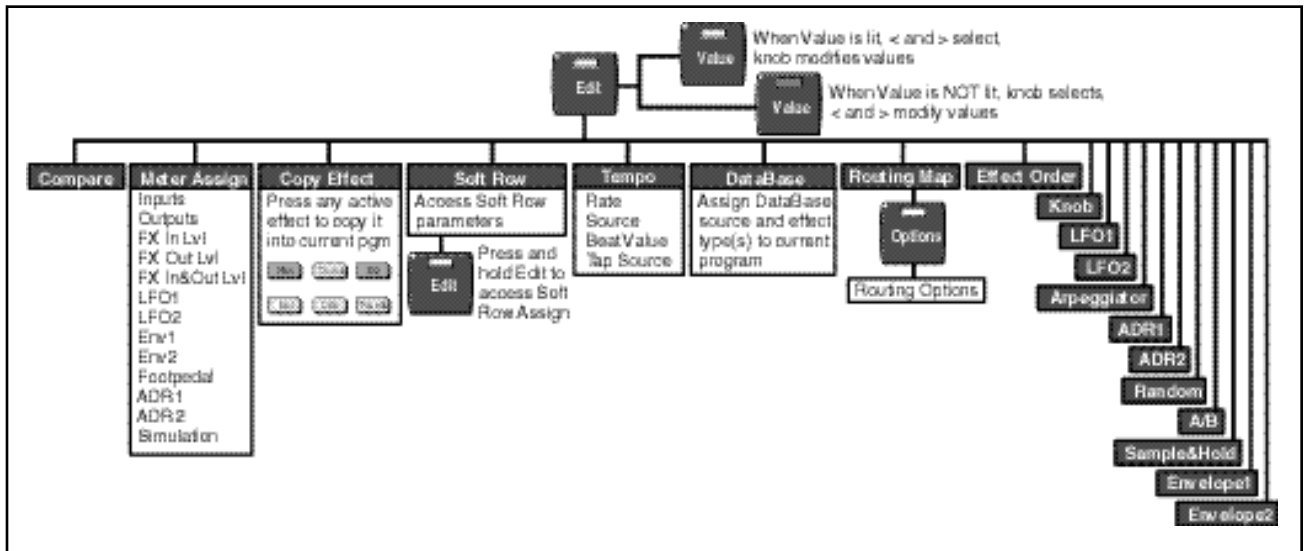 Value
When Value is lit, < and > select,
knob modifies values
Edit
Value
When Value is NOT lit, knob selects,
< and > modify values
Compare
Meter Assign
Inputs
Outputs
FX In Lvl
FX Out Lvl
FX In&Out Lvl
LFO1
LFO2
Env1
Env2
Footpedal
ADR1
ADR2
Simulation
Copy Effect
Press any active
effect to copy it
into current pgm
Soft Row
Access Soft Row
parameters
Edit
Press and
hold Edit to
access Soft
Row Assign
Tempo
Rate
Source
BeatValue
Tap Source
DataBase
Assign DataBase
source and effect
type(s) to current
program
Routing Map
Options
Routing Options
Effect Order
Knob
LFO1
LFO2
Arpeggiator
ADR1
ADR2
Random
A/B
Sample&Hold
Envelope1
Envelope2